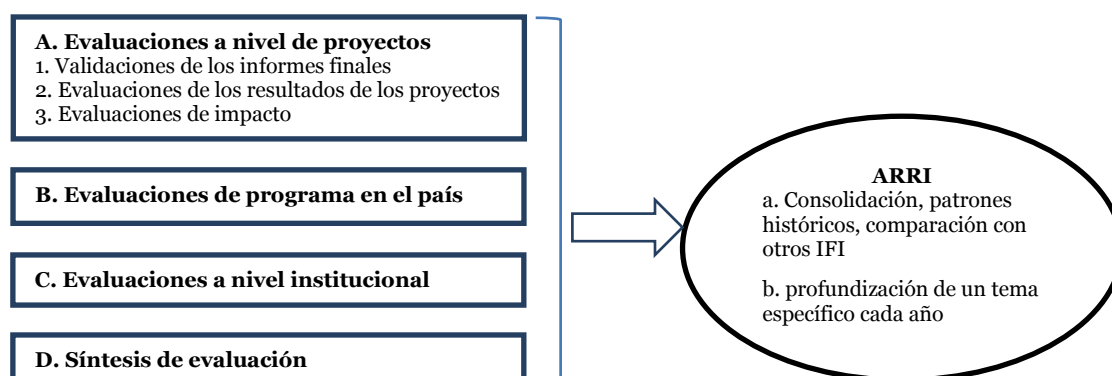 A. Evaluaciones a nivel de proyectos
1. Validaciones de los informes finales
2. Evaluaciones de los resultados de los proyectos
3. Evaluaciones de impacto
B. Evaluaciones de programa en el país
C. Evaluaciones a nivel institucional
D. Síntesis de evaluación
ARRI
a. Consolidación, patrones
históricos, comparación con
otros IFI
b. profundización de un tema
específico cada año